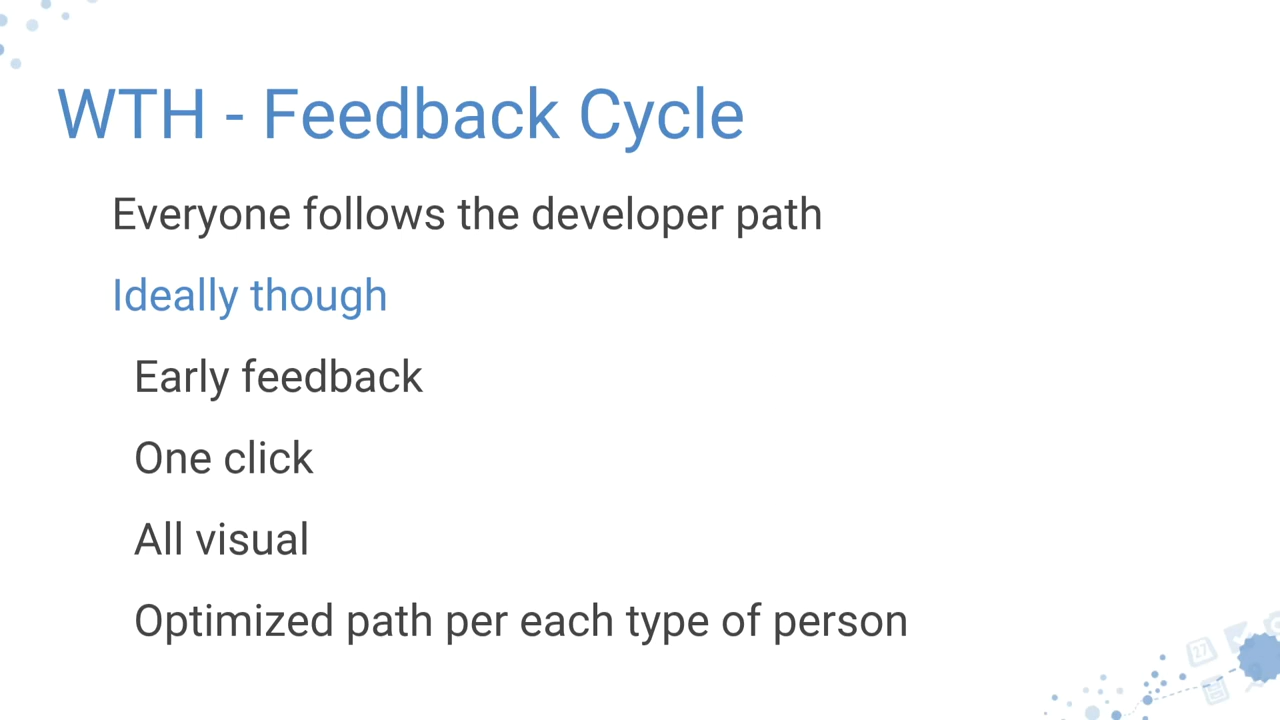 WTH - Feedback Cycle
Everyone follows the developer path
Ideally though
Early feedback
One click
All visual
Optimized path per each type of person
27